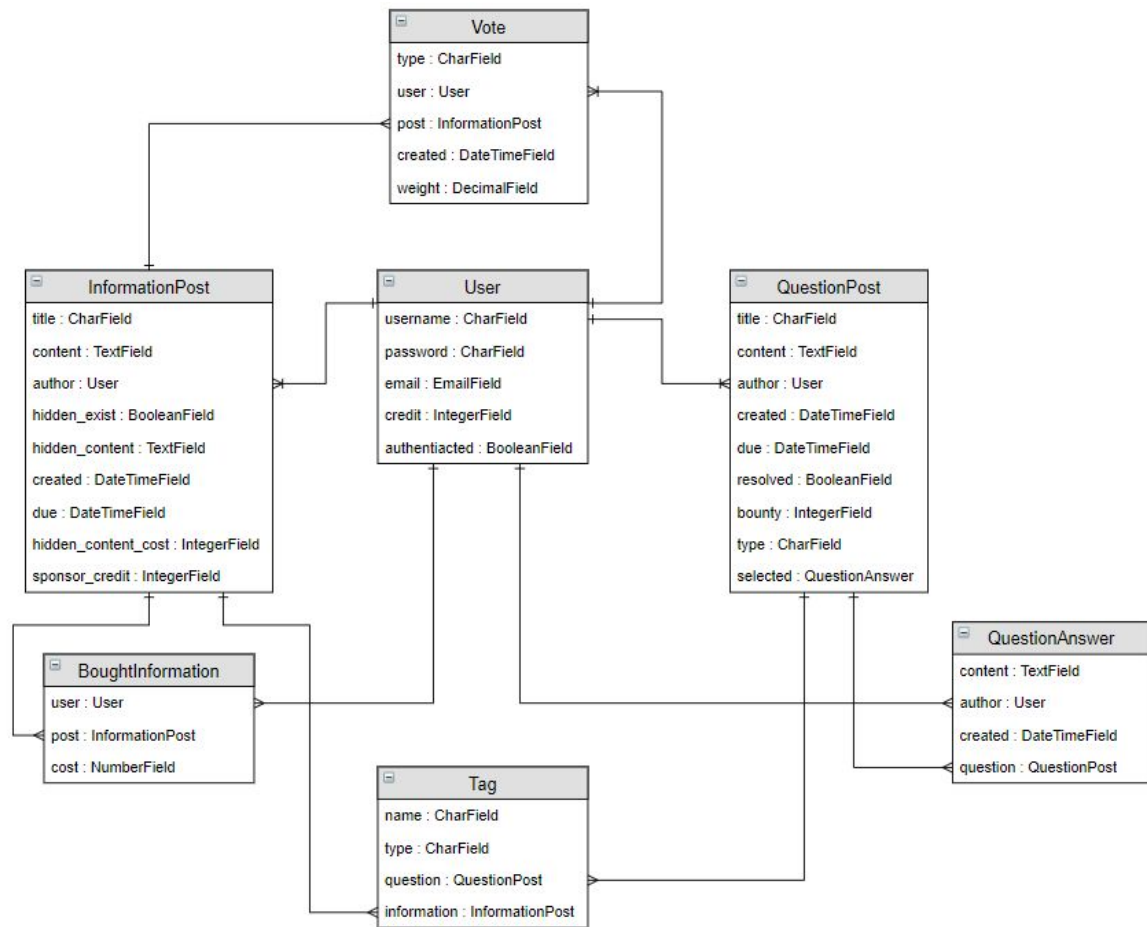 Vote
type : CharField
user : User
post : InformationPost
created : DateTimeField
weight : DecimalField
InformationPost
title : CharField
content : TextField
author : User
hidden_exist : BooleanField
hidden_content : TextField
created : DateTimeField
due : DateTimeField
hidden_content_cost : IntegerField
sponsor_credit : IntegerField
User
username : CharField
password : CharField
email : EmailField
credit : IntegerField
authentiacted : BooleanField
QuestionPost
title : CharField
content : TextField
author : User
created : DateTimeField
due : DateTimeField
resolved : BooleanField
bounty : IntegerField
type : CharField
selected : QuestionAnswer
BoughtInformation
user : User
post : InformationPost
cost : NumberField
QuestionAnswer
content : TextField
author : User
created : DateTimeField
question : QuestionPost
Tag
name : CharField
type : CharField
question : QuestionPost
information : InformationPost